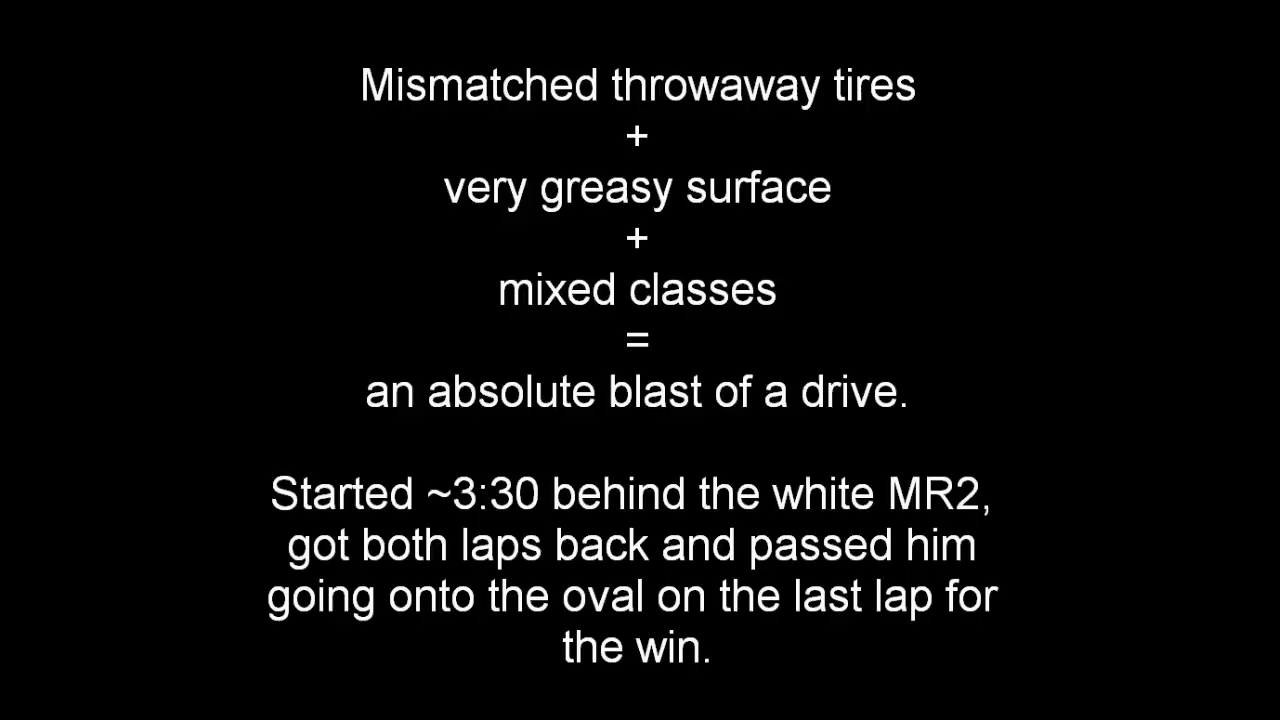 Mismatched throwaway tires
+
very greasy surface
+
mixed classes
=
an absolute blast of a drive.
Started ~3:30 behind the white MR2,
got both laps back and passed him
going onto the oval on the last lap for
the win.